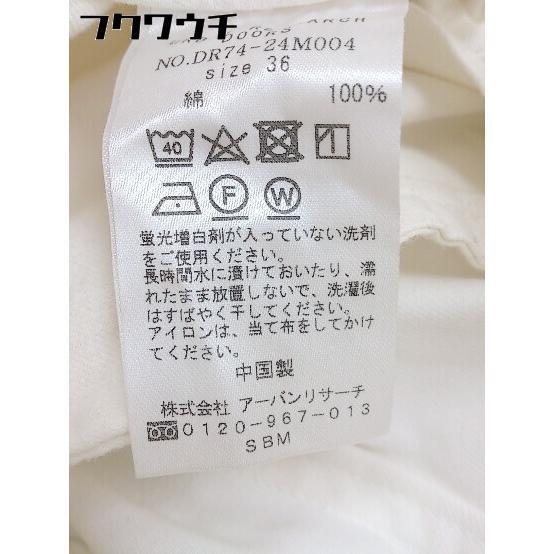 フクウチ
DOORS
NO.DR74-24M004
size 36
綿 100%
40
F W
蛍光増白剤が入っていない洗剤
をご使用ください。
長時間水に漬けておいたり、濡
れたまま放置しないで、洗濯後
はすばやく干してください。
アイロンは、当て布をしてかけ
てください。
中国製
株式会社 アーバンリサーチ
0120-967-013
SBM